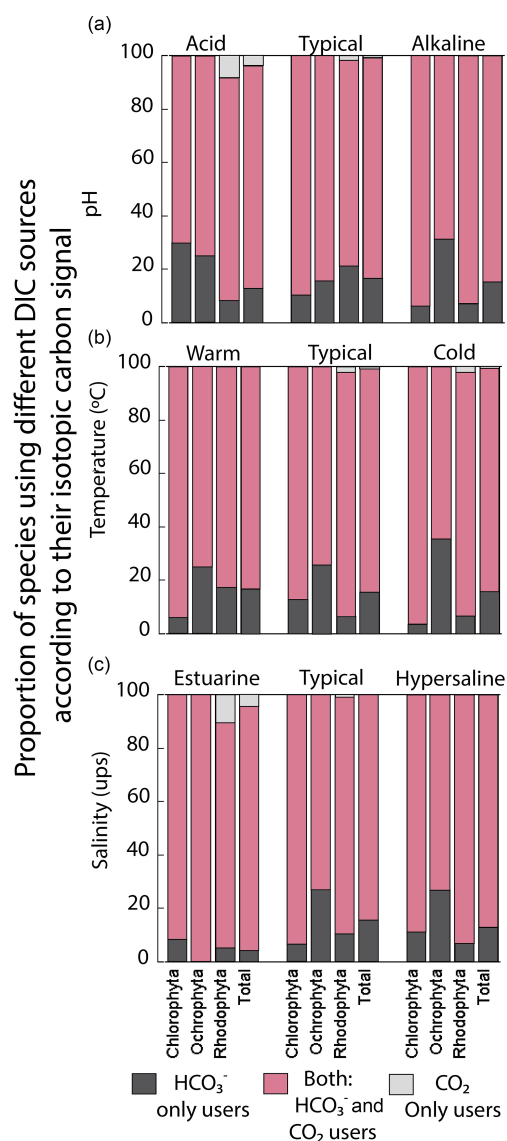 Proportion of species using different DIC sources
according to their isotopic carbon signal
(a)
Acid Typical Alkaline
pH
100
80
60
40
20
0
(b)
Warm Typical Cold
Temperature (ºC)
100
80
60
40
20
0
(c)
Estuarine Typical Hypersaline
Salinity (ups)
100
80
60
40
20
0
Chlorophyta Ochrophyta Rhodophyta Total Chlorophyta Ochrophyta Rhodophyta Total Chlorophyta Ochrophyta Rhodophyta Total
HCO₃⁻
only users
Both:
HCO₃⁻ and
CO₂ users
CO₂
Only users